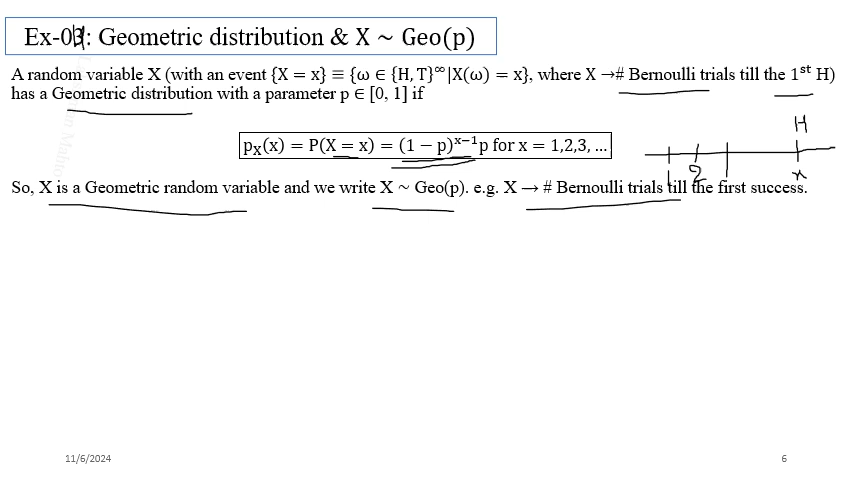 Ex-04: Geometric distribution & X ~ Geo(p)
A random variable X (with an event {X = x} ≡ {ω ∈ {H, T}^∞|X(ω) = x}, where X →# Bernoulli trials till the 1ˢᵗ H)
has a Geometric distribution with a parameter p ∈ [0, 1] if
H
p_X(x) = P(X = x) = (1 − p)^{x−1}p for x = 1,2,3, …
1 2 x
So, X is a Geometric random variable and we write X ~ Geo(p). e.g. X → # Bernoulli trials till the first success.
11/6/2024 6